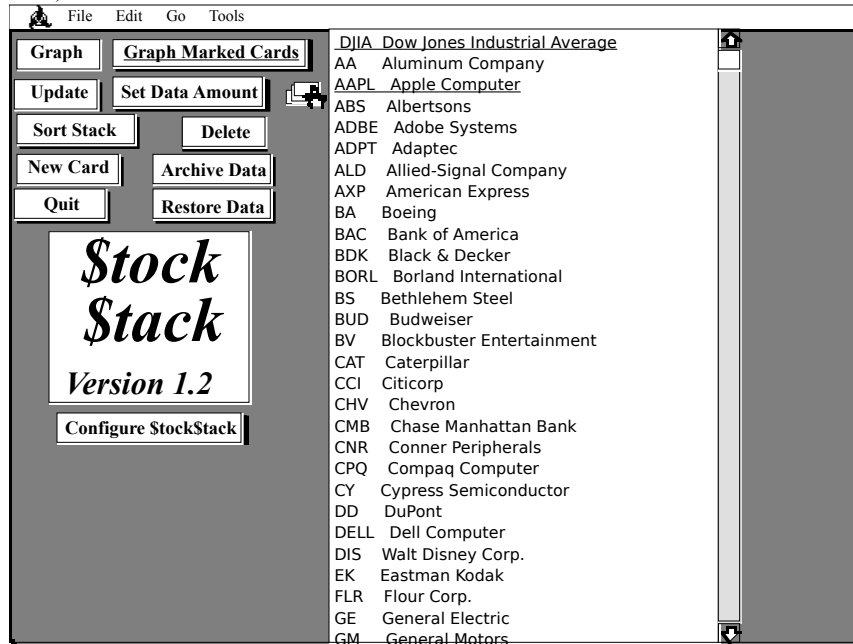 File Edit Go Tools
Graph
Graph Marked Cards
Update
Set Data Amount
Sort Stack
Delete
New Card
Archive Data
Quit
Restore Data
$tock
$tack
Version 1.2
Configure $tock$tack
DJIA Dow Jones Industrial Average
AA Aluminum Company
AAPL Apple Computer
ABS Albertsons
ADBE Adobe Systems
ADPT Adaptec
ALD Allied-Signal Company
AXP American Express
BA Boeing
BAC Bank of America
BDK Black & Decker
BORL Borland International
BS Bethlehem Steel
BUD Budweiser
BV Blockbuster Entertainment
CAT Caterpillar
CCI Citicorp
CHV Chevron
CMB Chase Manhattan Bank
CNR Conner Peripherals
CPQ Compaq Computer
CY Cypress Semiconductor
DD DuPont
DELL Dell Computer
DIS Walt Disney Corp.
EK Eastman Kodak
FLR Flour Corp.
GE General Electric
GM General Motors